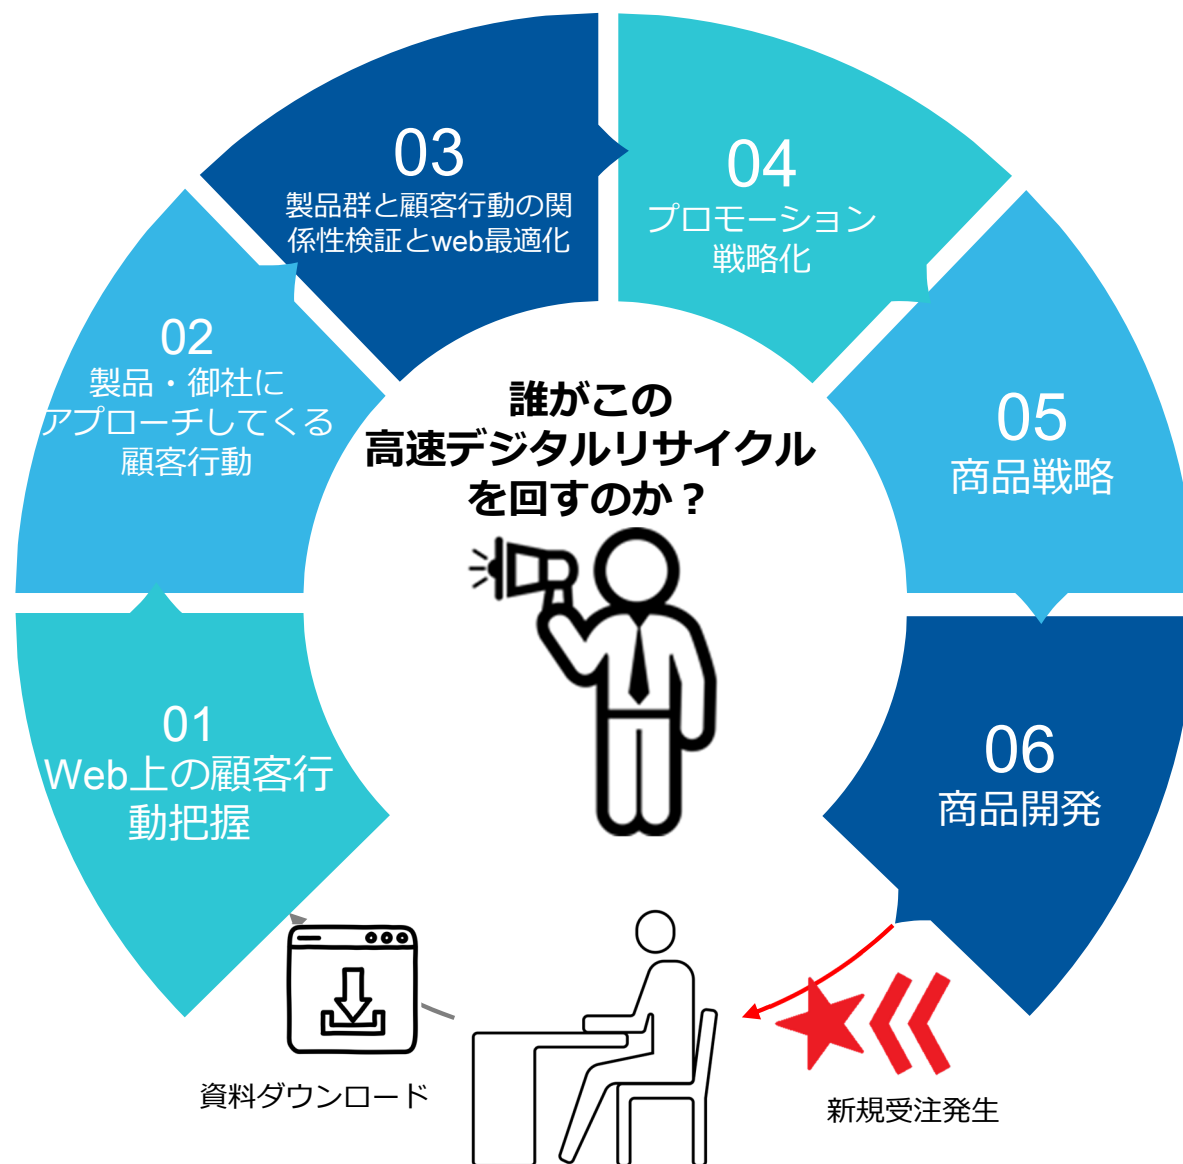 03
製品群と顧客行動の関
係性検証とweb最適化
04
プロモーション
戦略化
02
製品・御社に
アプローチしてくる
顧客行動
誰がこの
高速デジタルリサイクル
を回すのか？
05
商品戦略
01
Web上の顧客行
動把握
06
商品開発
資料ダウンロード
新規受注発生